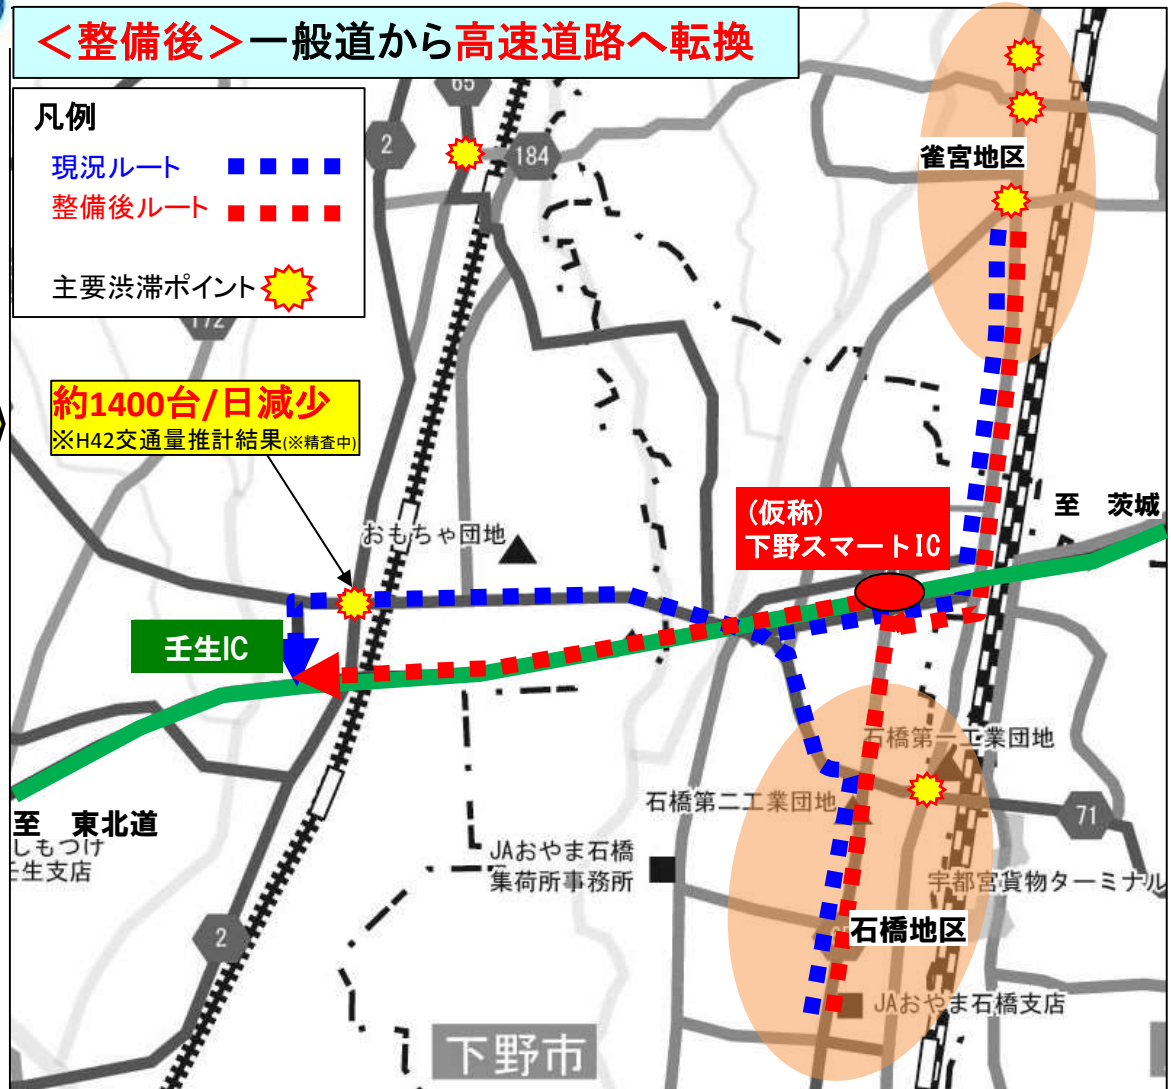 ＜整備後＞一般道から高速道路へ転換
凡例
現況ルート
整備後ルート
主要渋滞ポイント
65
2
184
172
雀宮地区
約1400台/日減少
※H42交通量推計結果(※精査中)
おもちゃ団地
(仮称)
下野スマートIC
至 茨城
壬生IC
石橋第一工業団地
石橋第二工業団地
71
至 東北道
しもつけ
壬生支店
JAおやま石橋
集荷所事務所
宇都宮貨物ターミナル
2
石橋地区
JAおやま石橋支店
下野市